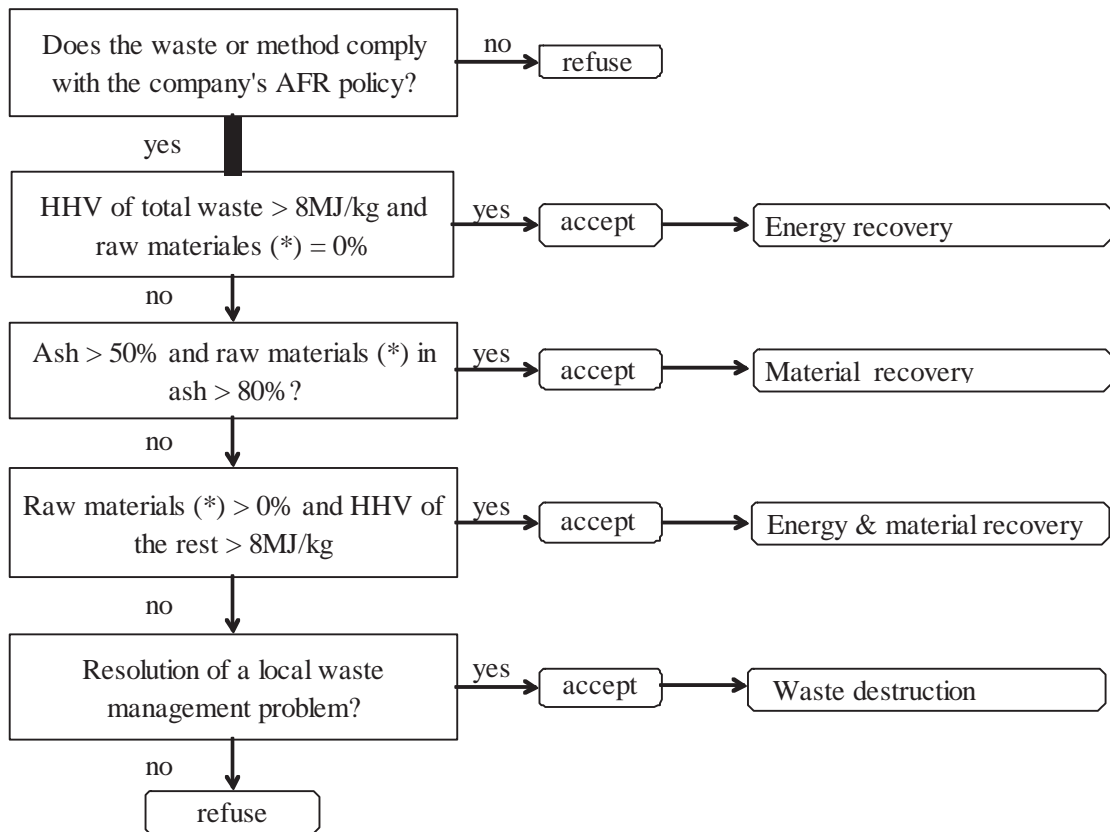 Does the waste or method comply
with the company's AFR policy?
no
refuse
yes
HHV of total waste > 8MJ/kg and
raw materiales (*) = 0%
yes
accept
Energy recovery
no
Ash > 50% and raw materials (*) in
ash > 80%?
yes
accept
Material recovery
no
Raw materials (*) > 0% and HHV of
the rest > 8MJ/kg
yes
accept
Energy & material recovery
no
Resolution of a local waste
management problem?
yes
accept
Waste destruction
no
refuse